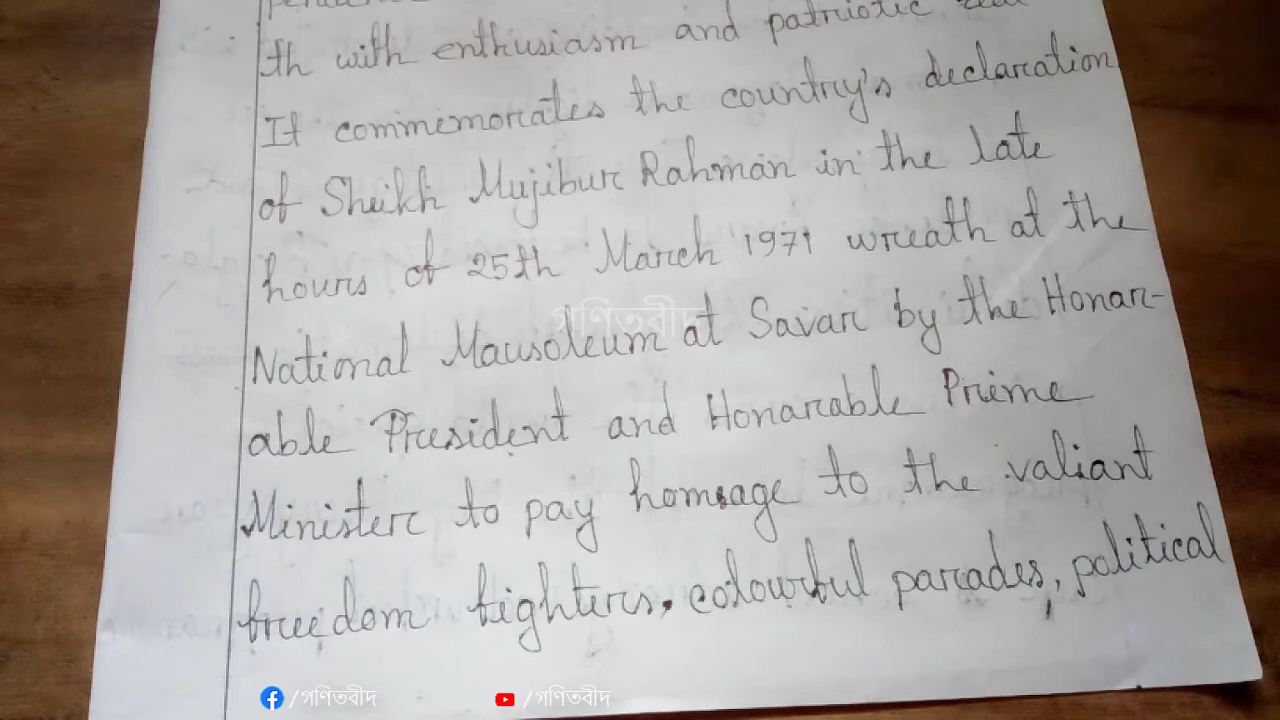 th with enthusiasm and patriotic
It commemorates the country's declaration
of Sheikh Mujibur Rahman in the late
hours of 25th March 1971 wreath at the
National Mausoleum at Savar by the Honar-
able President and Honarable Prime
Minister to pay homage to the valiant
freedom fighters, colourful parades, political
গণিতবীদ
/গণিতবীদ
/গণিতবীদ